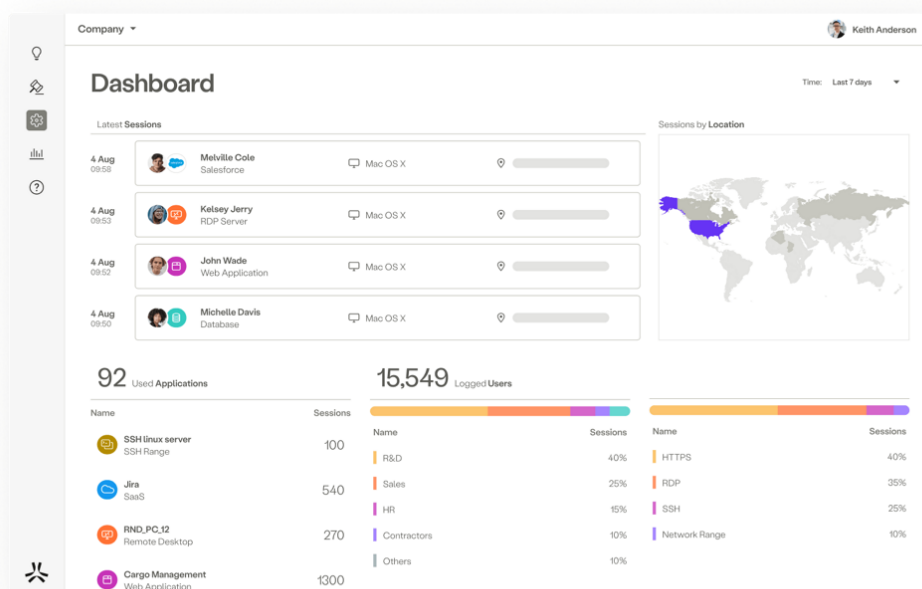 Company
Keith Anderson
Dashboard
Time: Last 7 days
Latest Sessions
Sessions by Location
4 Aug
09:58
Melville Cole
Salesforce
Mac OS X
4 Aug
09:53
Kelsey Jerry
RDP Server
Mac OS X
4 Aug
09:52
John Wade
Web Application
Mac OS X
4 Aug
09:50
Michelle Davis
Database
Mac OS X
92 Used Applications
Name Sessions
SSH linux server
SSH Range
100
Jira
SaaS
540
RND_PC_12
Remote Desktop
270
Cargo Management
Web Application
1300
15,549 Logged Users
Name Sessions
R&D 40%
Sales 25%
HR 15%
Contractors 10%
Others 10%
Name Sessions
HTTPS 40%
RDP 35%
SSH 25%
Network Range 10%